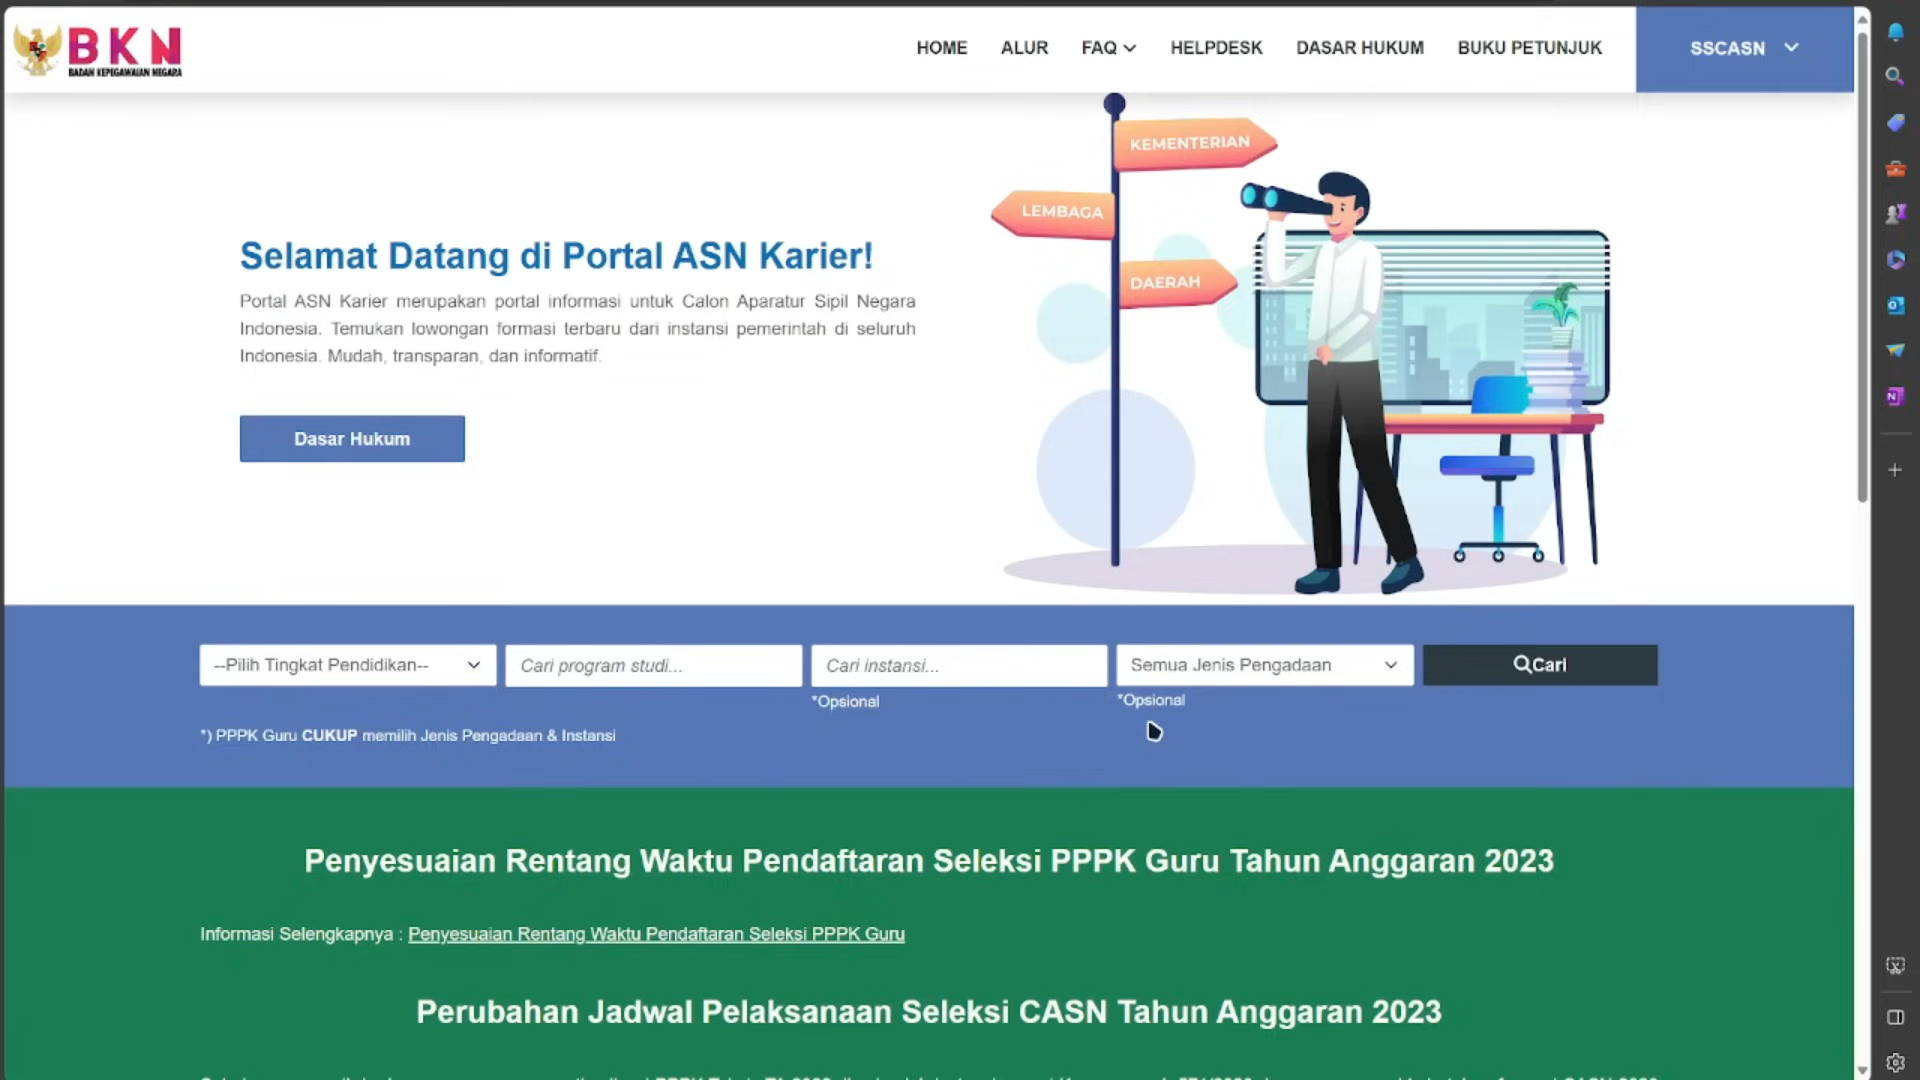 BKN
BADAN KEPEGAWAIAN NEGARA
HOME
ALUR
FAQ
HELPDESK
DASAR HUKUM
BUKU PETUNJUK
SSCASN
KEMENTERIAN
LEMBAGA
DAERAH
Selamat Datang di Portal ASN Karier!
Portal ASN Karier merupakan portal informasi untuk Calon Aparatur Sipil Negara
Indonesia. Temukan lowongan formasi terbaru dari instansi pemerintah di seluruh
Indonesia. Mudah, transparan, dan informatif.
Dasar Hukum
--Pilih Tingkat Pendidikan--
Cari program studi...
Cari instansi...
Semua Jenis Pengadaan
Cari
*Opsional
*Opsional
*) PPPK Guru CUKUP memilih Jenis Pengadaan & Instansi
Penyesuaian Rentang Waktu Pendaftaran Seleksi PPPK Guru Tahun Anggaran 2023
Informasi Selengkapnya : Penyesuaian Rentang Waktu Pendaftaran Seleksi PPPK Guru
Perubahan Jadwal Pelaksanaan Seleksi CASN Tahun Anggaran 2023